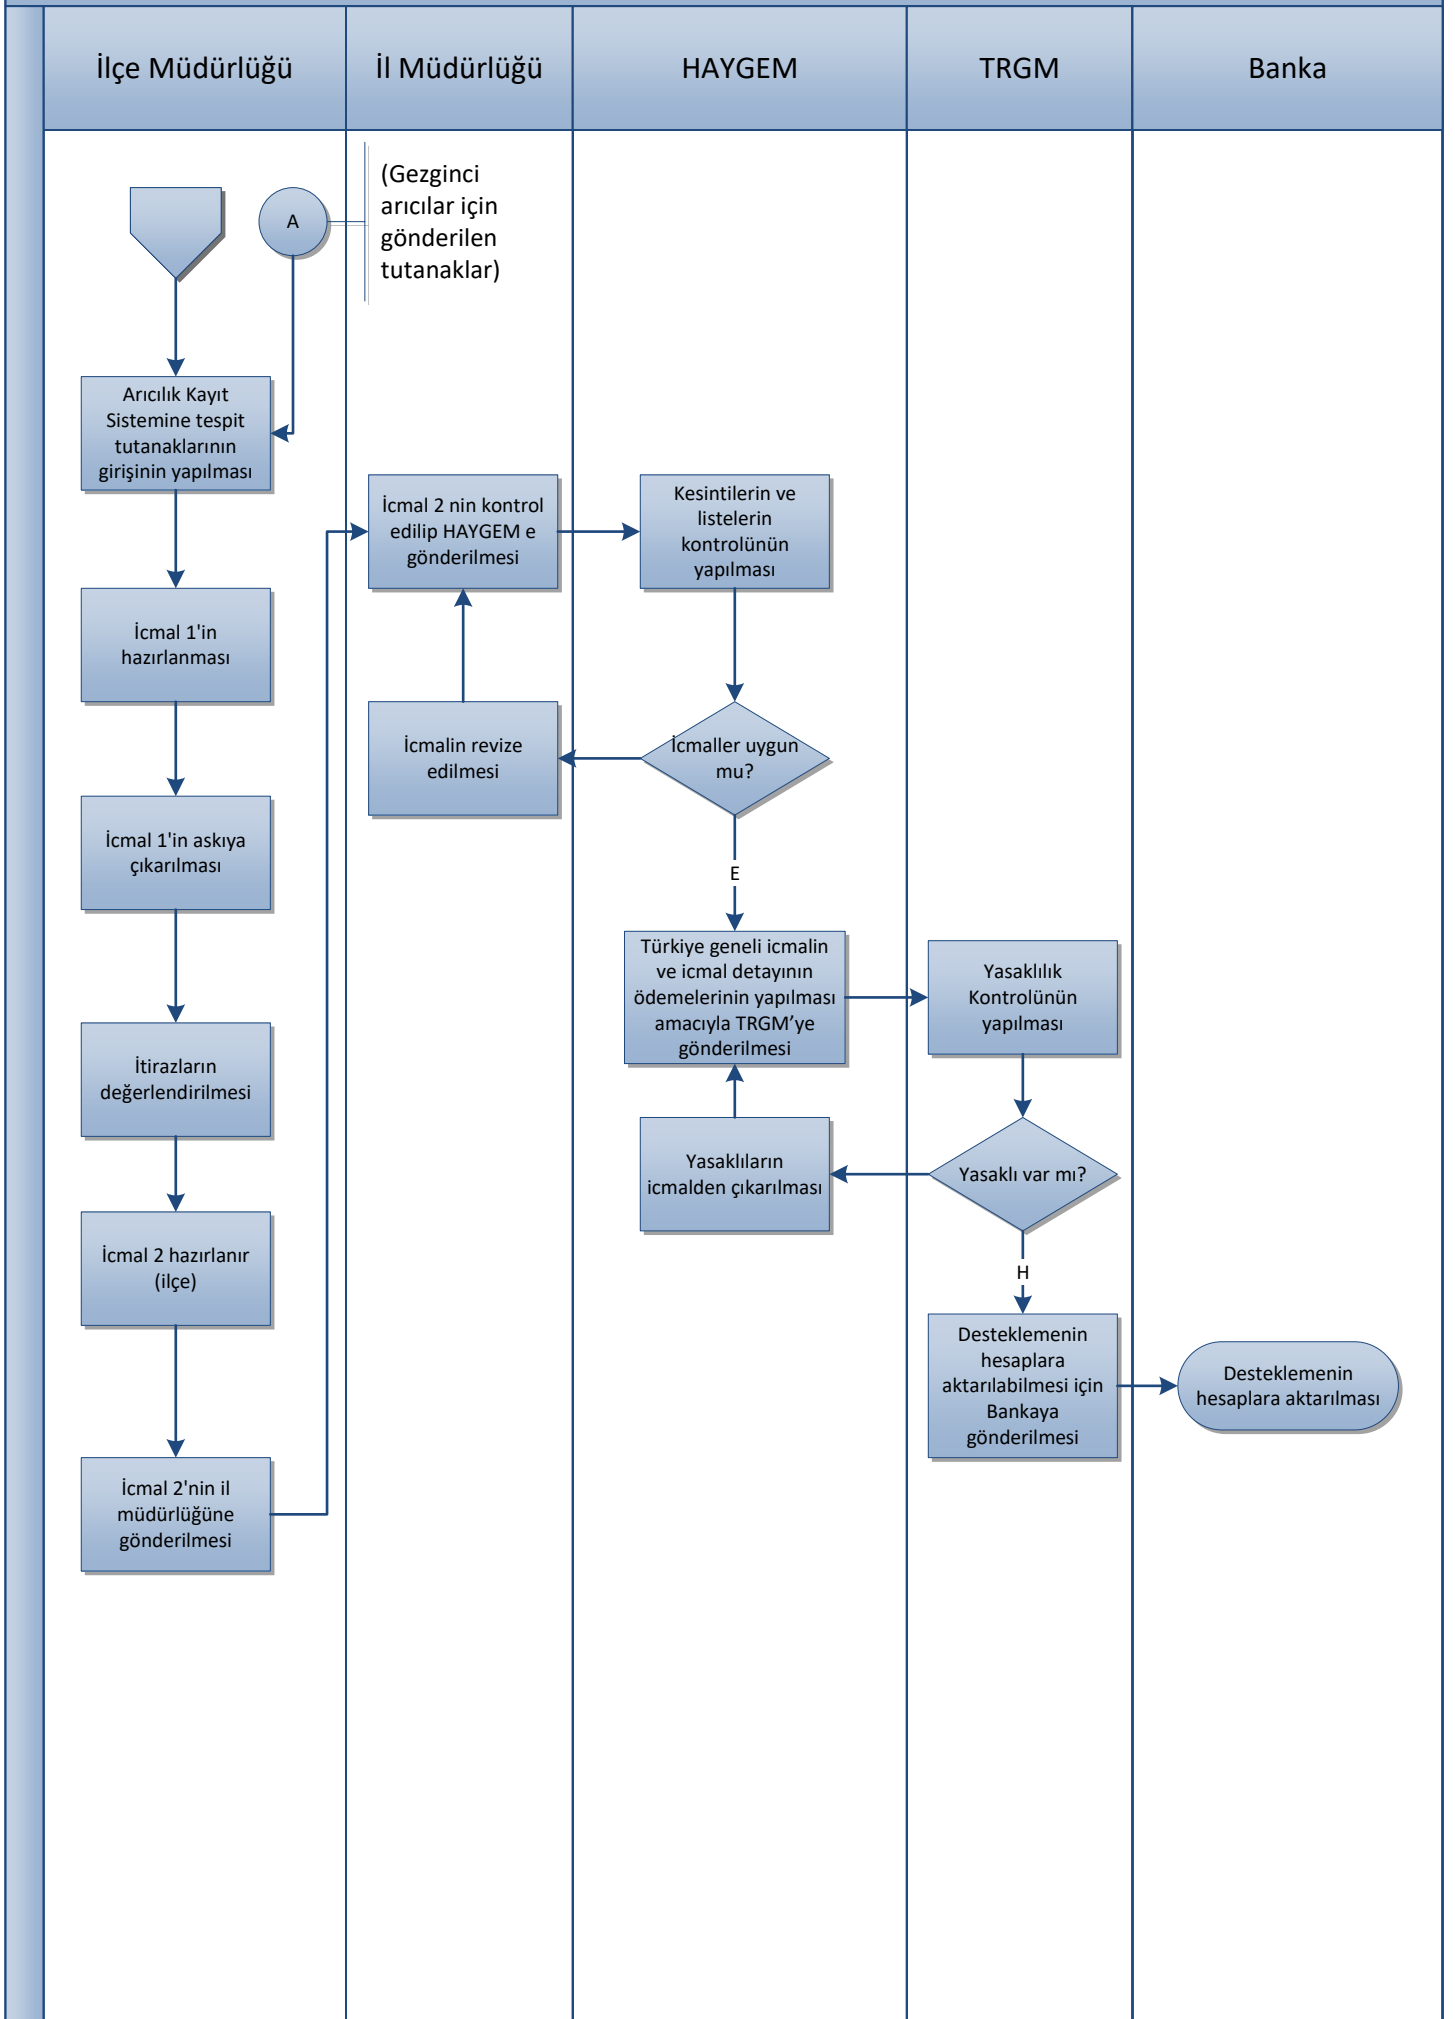 İlçe Müdürlüğü
İl Müdürlüğü
HAYGEM
TRGM
Banka
A
(Gezginci
arıcılar için
gönderilen
tutanaklar)
Arıcılık Kayıt
Sistemine tespit
tutanaklarının
girişinin yapılması
İcmal 1'in
hazırlanması
İcmal 1'in askıya
çıkarılması
İtirazların
değerlendirilmesi
İcmal 2 hazırlanır
(ilçe)
İcmal 2'nin il
müdürlüğüne
gönderilmesi
İcmal 2 nin kontrol
edilip HAYGEM e
gönderilmesi
İcmalin revize
edilmesi
Kesintilerin ve
listelerin
kontrolünün
yapılması
İcmaller uygun
mu?
E
Türkiye geneli icmalin
ve icmal detayının
ödemelerinin yapılması
amacıyla TRGM’ye
gönderilmesi
Yasaklıların
icmalden çıkarılması
Yasaklılık
Kontrolünün
yapılması
Yasaklı var mı?
H
Desteklemenin
hesaplara
aktarılabilmesi için
Bankaya
gönderilmesi
Desteklemenin
hesaplara aktarılması